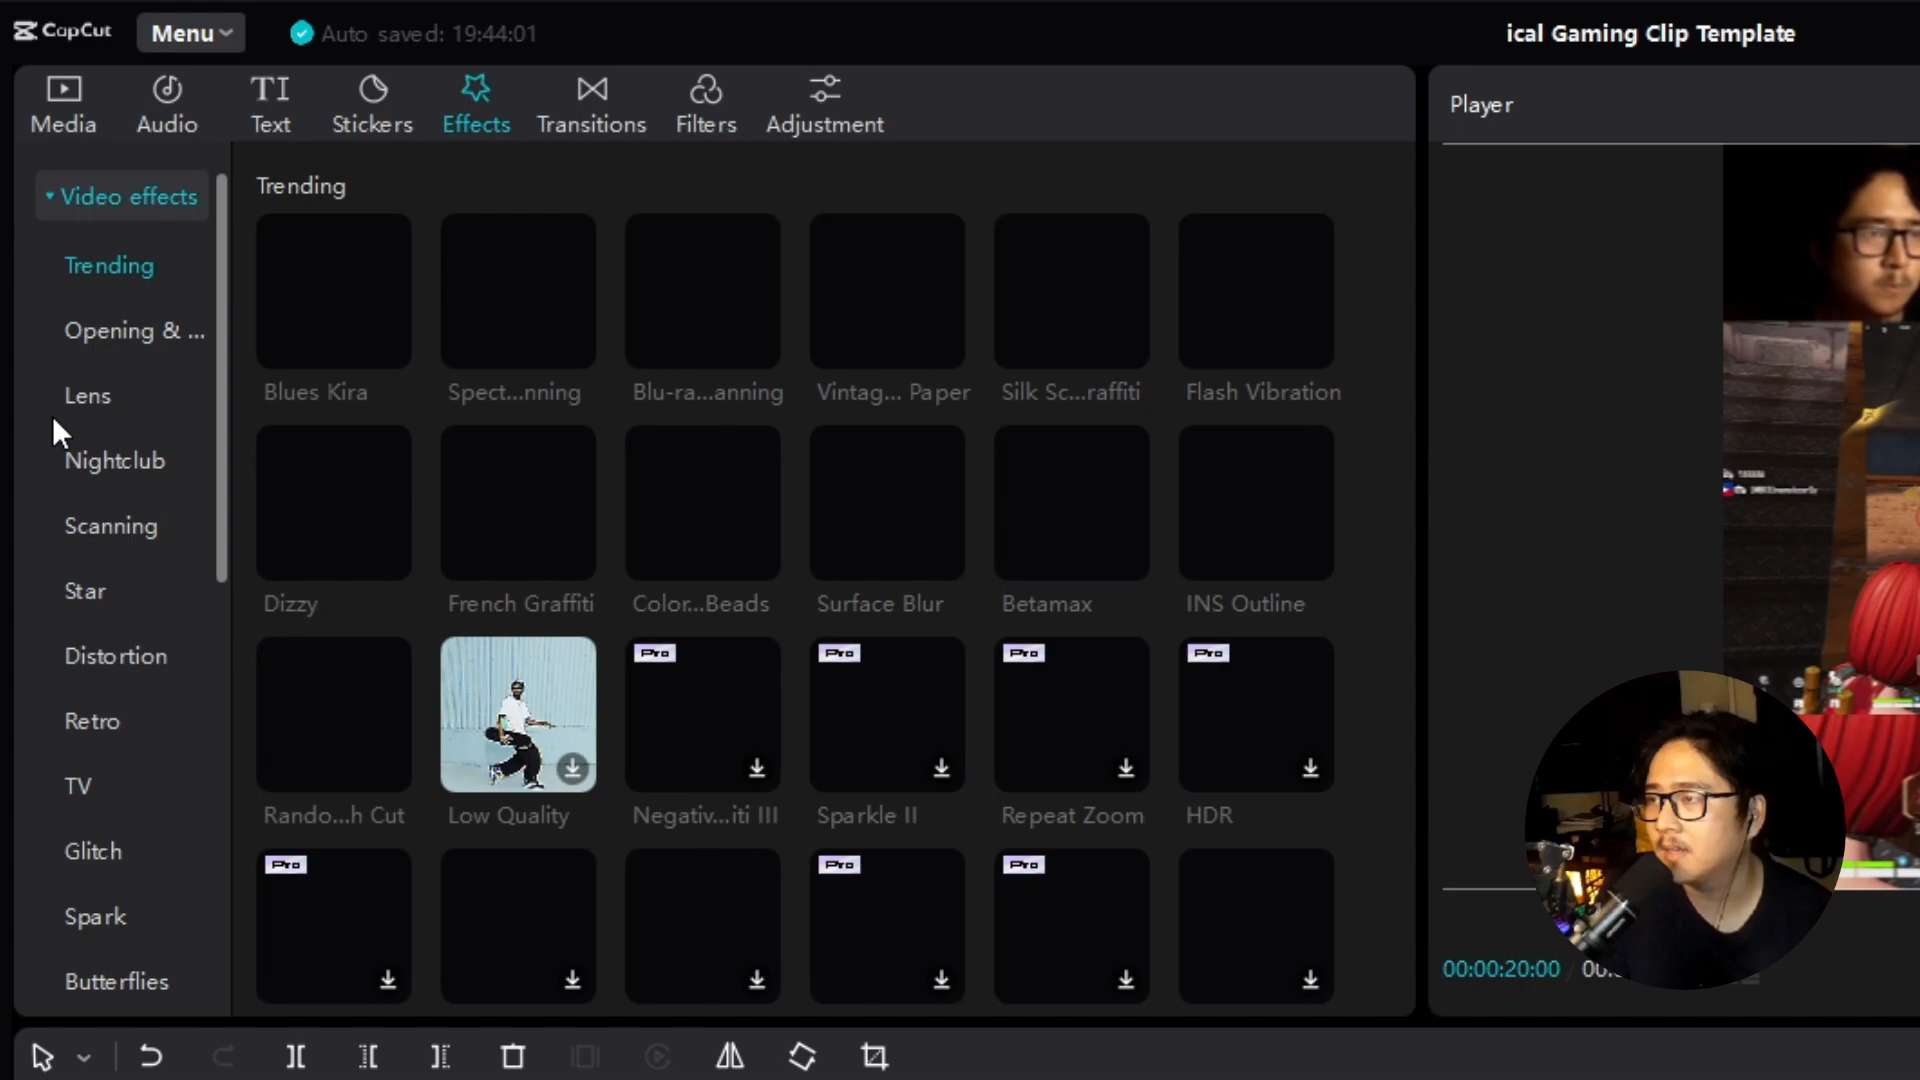 CapCut
Menu
Auto saved: 19:44:01
ical Gaming Clip Template
Media
Audio
TI
Text
Stickers
Effects
Transitions
Filters
Adjustment
Player
Video effects
Trending
Opening & ...
Lens
Nightclub
Scanning
Star
Distortion
Retro
TV
Glitch
Spark
Butterflies
Trending
Blues Kira
Spect...nning
Blu-ra...anning
Vintag... Paper
Silk Sc...raffiti
Flash Vibration
Dizzy
French Graffiti
Color...Beads
Surface Blur
Betamax
INS Outline
Pro
Pro
Pro
Pro
Rando...h Cut
Low Quality
Negativ...iti III
Sparkle II
Repeat Zoom
HDR
Pro
Pro
Pro
00:00:20:00